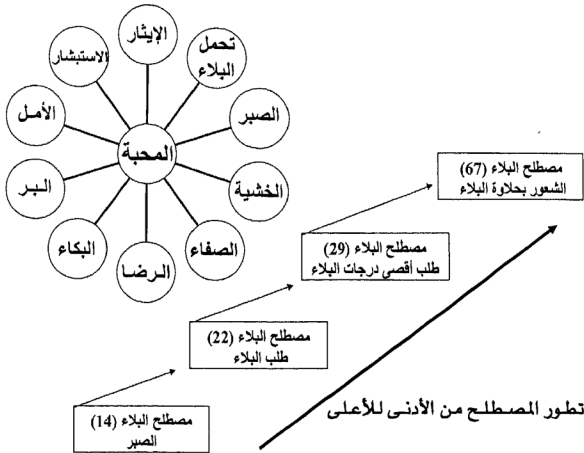 الإيثار
تحمل
البلاء
الاستبشار
الصبر
الأمل
المحبة
الخشية
البر
الصفاء
البكاء
الرضا
مصطلح البلاء (67)
الشعور بحلاوة البلاء
مصطلح البلاء (29)
طلب أقصى درجات البلاء
مصطلح البلاء (22)
طلب البلاء
مصطلح البلاء (14)
الصبر
تطور المصطلح من الأدنى للأعلى